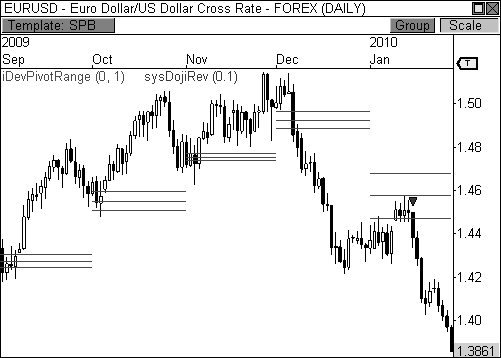 EURUSD - Euro Dollar/US Dollar Cross Rate - FOREX (DAILY)
Template: SPB
Group
Scale
2009
2010
Sep
Oct
Nov
Dec
Jan
T
iDevPivotRange (0, 1) sysDojiRev (0.1)
1.50
1.48
1.46
1.44
1.42
1.40
1.3861